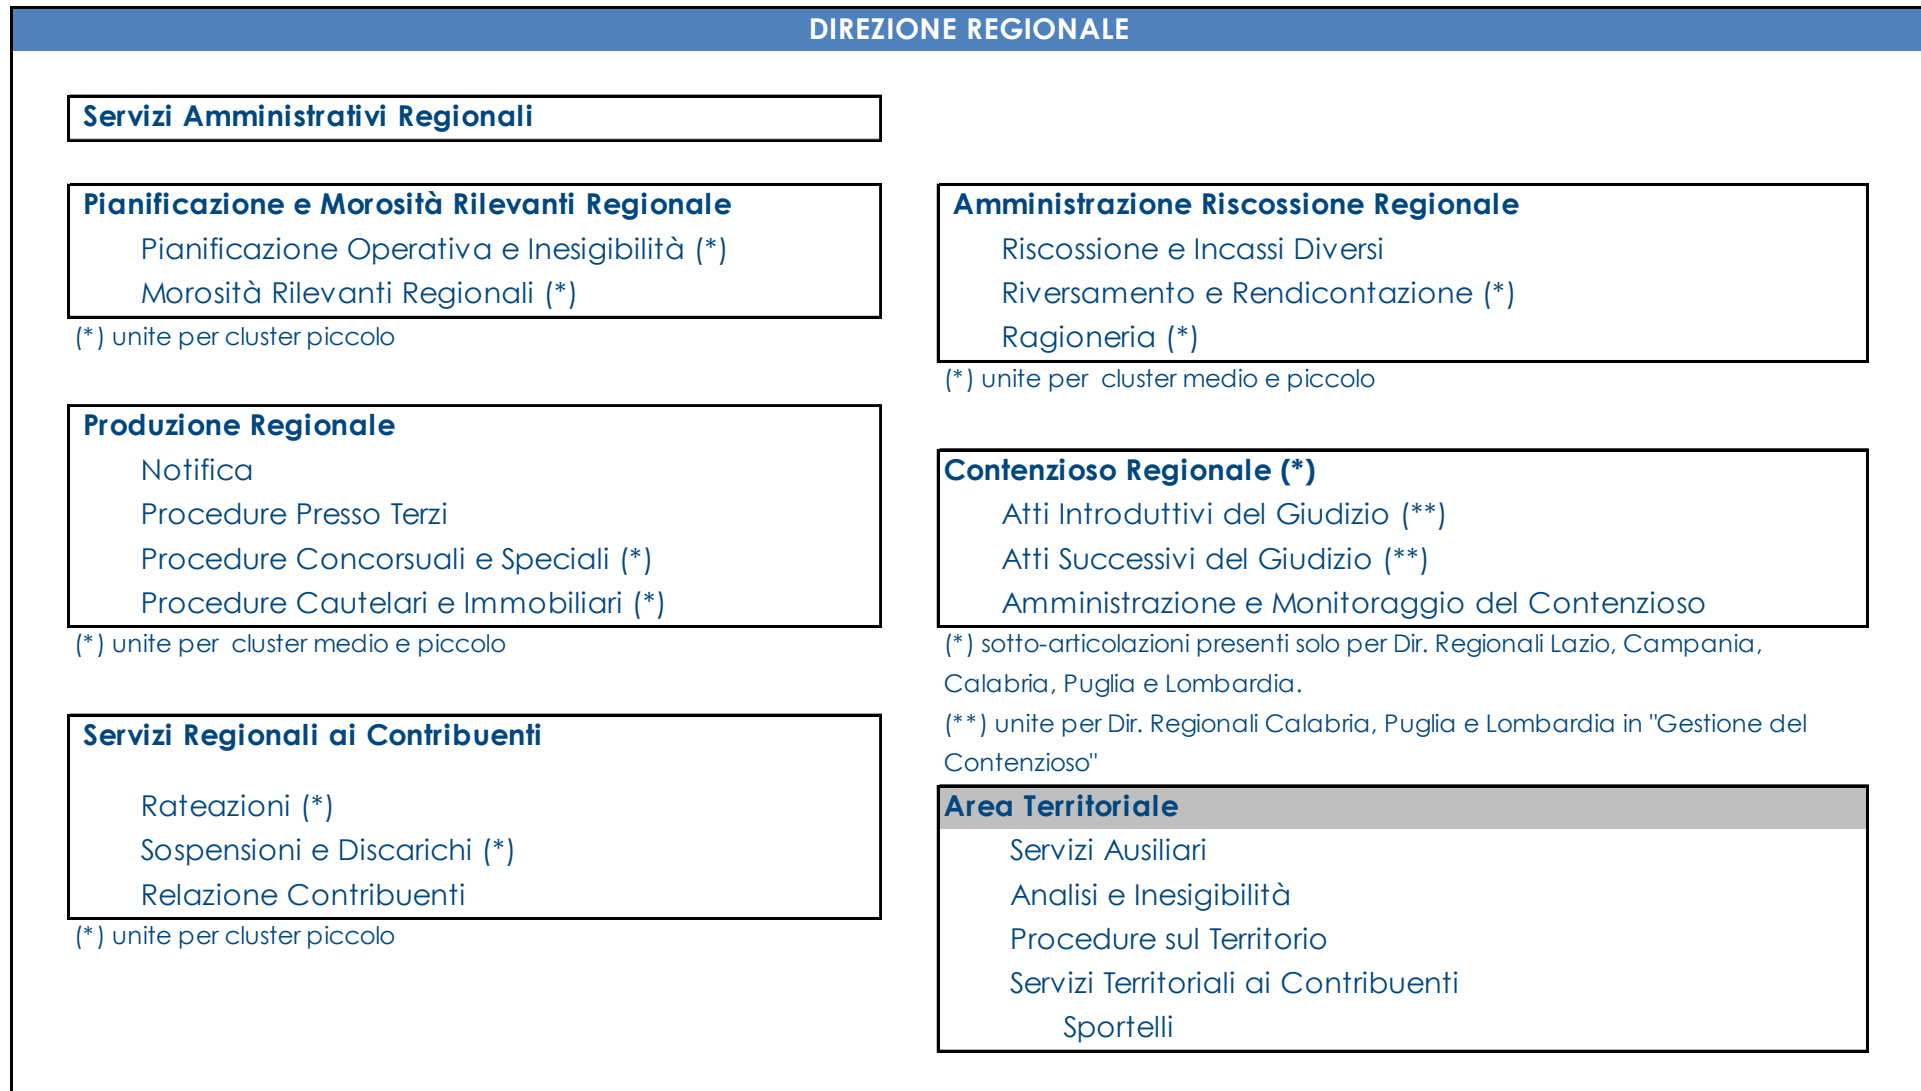 DIREZIONE REGIONALE
Servizi Amministrativi Regionali
Pianificazione e Morosità Rilevanti Regionale
Pianificazione Operativa e Inesigibilità (*)
Morosità Rilevanti Regionali (*)
(*) unite per cluster piccolo
Produzione Regionale
Notifica
Procedure Presso Terzi
Procedure Concorsuali e Speciali (*)
Procedure Cautelari e Immobiliari (*)
(*) unite per cluster medio e piccolo
Servizi Regionali ai Contribuenti
Rateazioni (*)
Sospensioni e Discarichi (*)
Relazione Contribuenti
(*) unite per cluster piccolo
Amministrazione Riscossione Regionale
Riscossione e Incassi Diversi
Riversamento e Rendicontazione (*)
Ragioneria (*)
(*) unite per cluster medio e piccolo
Contenzioso Regionale (*)
Atti Introduttivi del Giudizio (**)
Atti Successivi del Giudizio (**)
Amministrazione e Monitoraggio del Contenzioso
(*) sotto-articolazioni presenti solo per Dir. Regionali Lazio, Campania,
Calabria, Puglia e Lombardia.
(**) unite per Dir. Regionali Calabria, Puglia e Lombardia in "Gestione del
Contenzioso"
Area Territoriale
Servizi Ausiliari
Analisi e Inesigibilità
Procedure sul Territorio
Servizi Territoriali ai Contribuenti
Sportelli